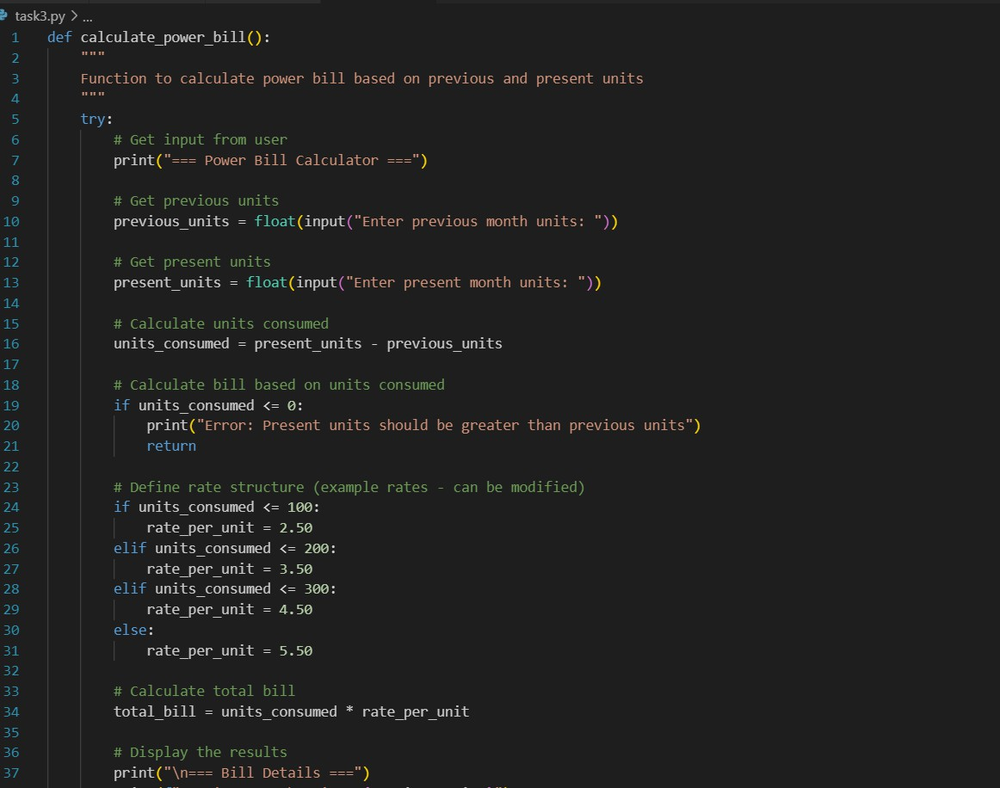 task3.py > ...
1 def calculate_power_bill():
2     """
3     Function to calculate power bill based on previous and present units
4     """
5     try:
6         # Get input from user
7         print("=== Power Bill Calculator ===")
8
9         # Get previous units
10         previous_units = float(input("Enter previous month units: "))
11
12         # Get present units
13         present_units = float(input("Enter present month units: "))
14
15         # Calculate units consumed
16         units_consumed = present_units - previous_units
17
18         # Calculate bill based on units consumed
19         if units_consumed <= 0:
20             print("Error: Present units should be greater than previous units")
21             return
22
23         # Define rate structure (example rates - can be modified)
24         if units_consumed <= 100:
25             rate_per_unit = 2.50
26         elif units_consumed <= 200:
27             rate_per_unit = 3.50
28         elif units_consumed <= 300:
29             rate_per_unit = 4.50
30         else:
31             rate_per_unit = 5.50
32
33         # Calculate total bill
34         total_bill = units_consumed * rate_per_unit
35
36         # Display the results
37         print("\n=== Bill Details ===")